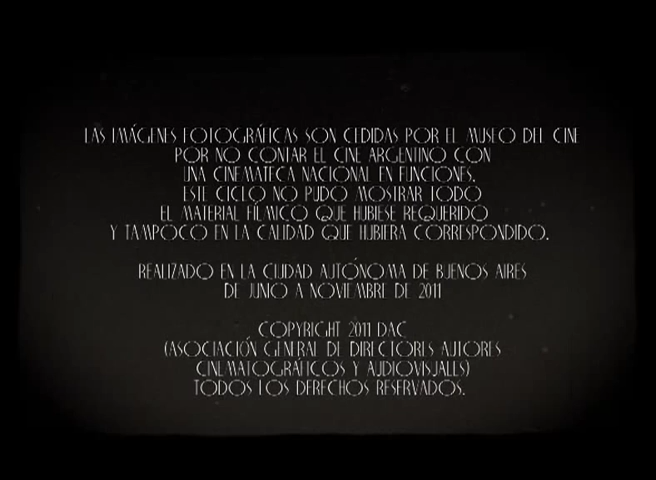 LAS IMÁGENES FOTOGRÁFICAS SON CEDIDAS POR EL MUSEO DEL CINE
POR NO CONTAR EL CINE ARGENTINO CON
UNA CINEMATECA NACIONAL EN FUNCIONES,
ESTE CICLO NO PUDO MOSTRAR TODO
EL MATERIAL FÍLMICO QUE HUBIESE REQUERIDO
Y TAMPOCO EN LA CALIDAD QUE HUBIERA CORRESPONDIDO.
REALIZADO EN LA CIUDAD AUTÓNOMA DE BUENOS AIRES
DE JUNIO A NOVIEMBRE DE 2011
COPYRIGHT 2011 DAC
(ASOCIACIÓN GENERAL DE DIRECTORES AUTORES
CINEMATOGRÁFICOS Y AUDIOVISUALES)
TODOS LOS DERECHOS RESERVADOS.